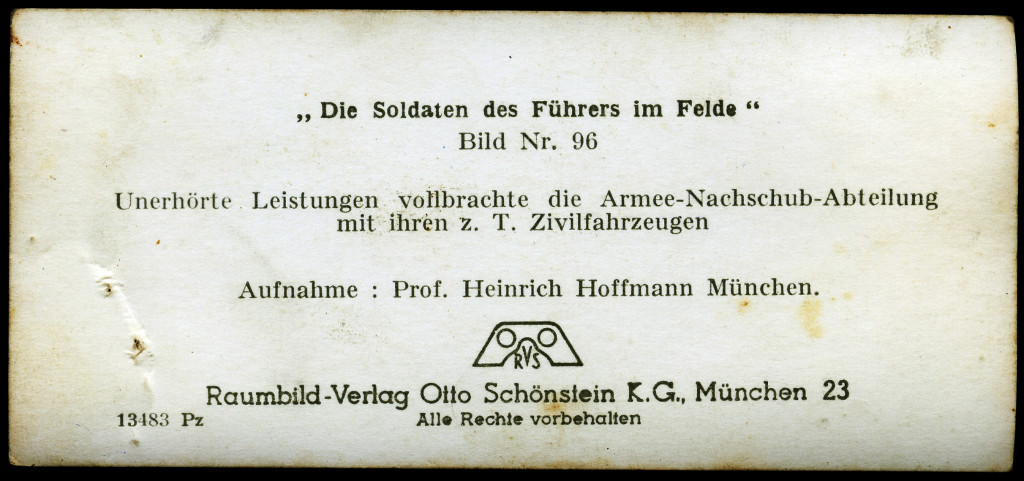 „Die Soldaten des Führers im Felde“
Bild Nr. 96
Unerhörte Leistungen vollbrachte die Armee-Nachschub-Abteilung
mit ihren z. T. Zivilfahrzeugen
Aufnahme : Prof. Heinrich Hoffmann München.
RVS
Raumbild-Verlag Otto Schönstein K.G., München 23
13483 Pz
Alle Rechte vorbehalten